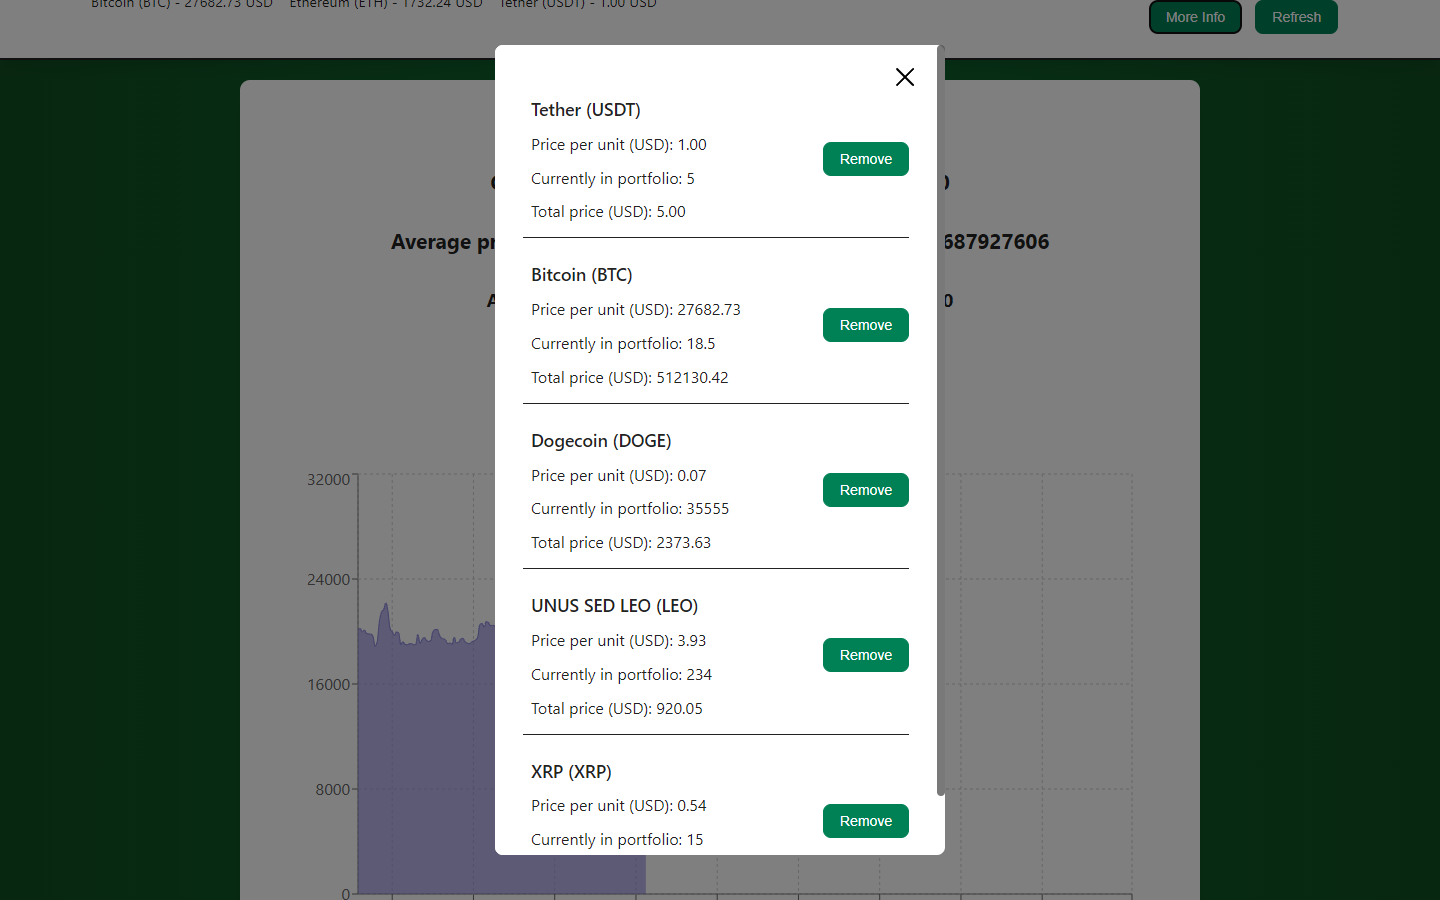 Bitcoin (BTC) - 27682.73 USD Ethereum (ETH) - 1732.24 USD Tether (USDT) - 1.00 USD
More Info Refresh
Tether (USDT)
Price per unit (USD): 1.00
Currently in portfolio: 5
Total price (USD): 5.00
Remove
Average
687927606
Bitcoin (BTC)
Price per unit (USD): 27682.73
Currently in portfolio: 18.5
Total price (USD): 512130.42
Remove
Dogecoin (DOGE)
Price per unit (USD): 0.07
Currently in portfolio: 35555
Total price (USD): 2373.63
Remove
UNUS SED LEO (LEO)
Price per unit (USD): 3.93
Currently in portfolio: 234
Total price (USD): 920.05
Remove
XRP (XRP)
Price per unit (USD): 0.54
Currently in portfolio: 15
Remove
32000
24000
16000
8000
0